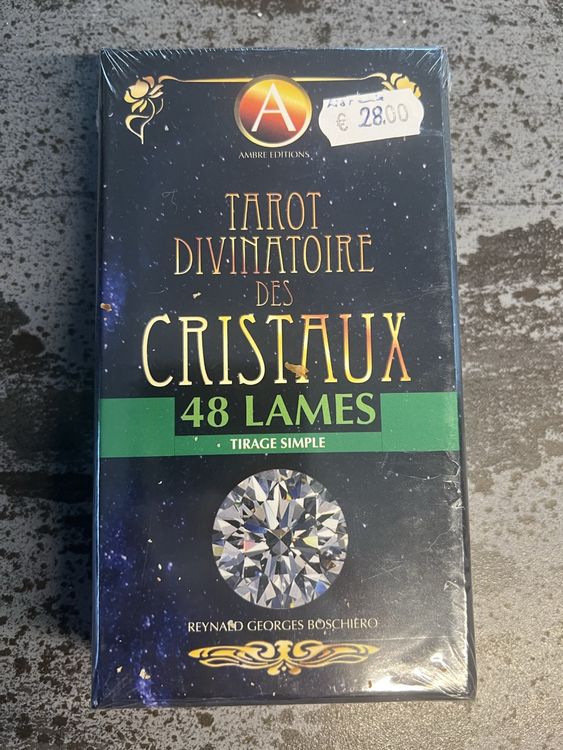 A
AMBRE EDITIONS
€ 28.00
TAROT
DIVINATOIRE
DES
CRISTAUX
48 LAMES
TIRAGE SIMPLE
REYNALD GEORGES BOSCHIERO